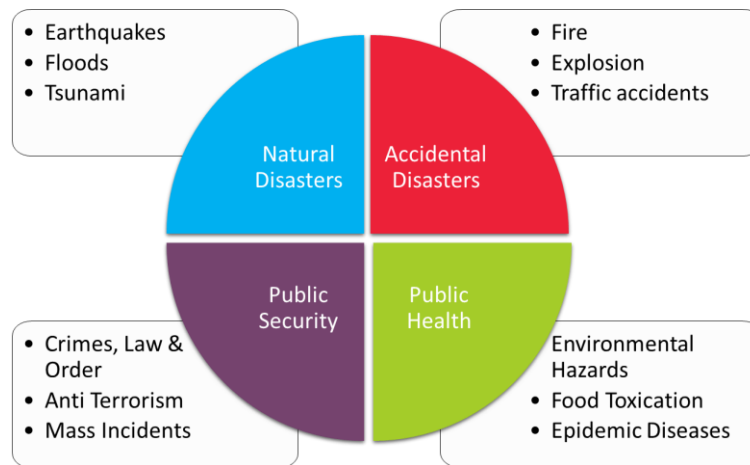 • Earthquakes
• Floods
• Tsunami
• Fire
• Explosion
• Traffic accidents
Natural
Disasters
Accidental
Disasters
Public
Security
Public
Health
• Crimes, Law &
Order
• Anti Terrorism
• Mass Incidents
Environmental
Hazards
• Food Toxication
• Epidemic Diseases